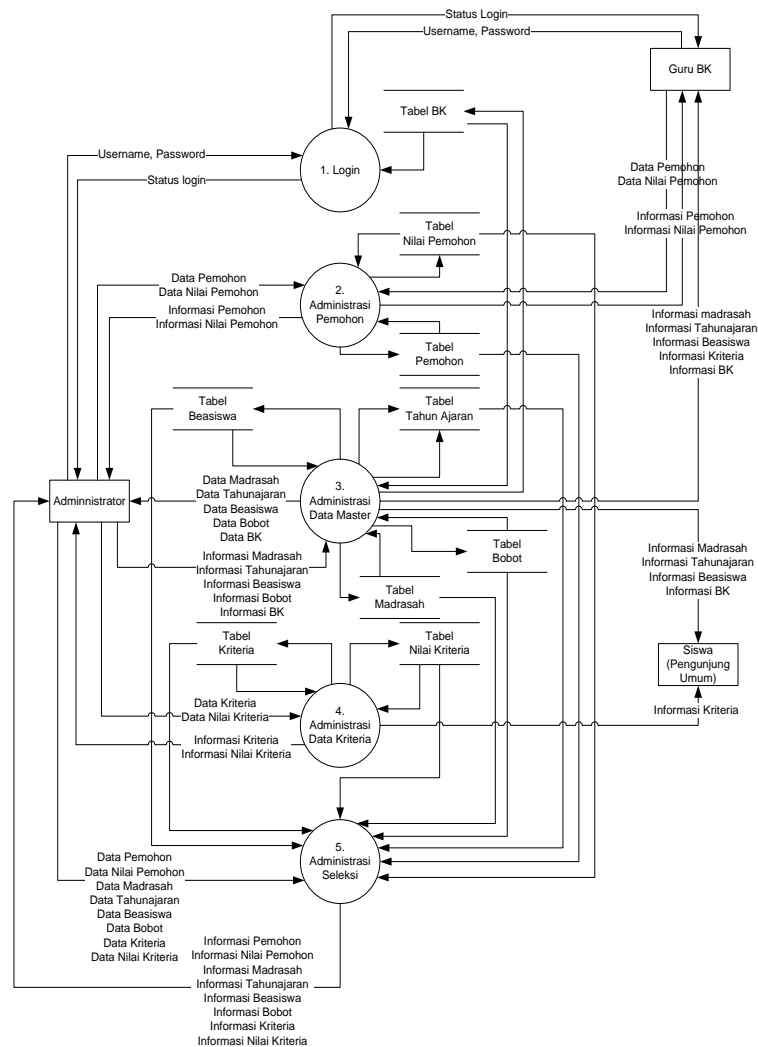 Status Login
Username, Password
Guru BK
Tabel BK
Username, Password
1. Login
Status login
Data Pemohon
Data Nilai Pemohon
Informasi Pemohon
Informasi Nilai Pemohon
Tabel
Nilai Pemohon
Data Pemohon
Data Nilai Pemohon
Informasi Pemohon
Informasi Nilai Pemohon
2.
Administrasi
Pemohon
Tabel
Pemohon
Informasi madrasah
Informasi Tahunajaran
Informasi Beasiswa
Informasi Kriteria
Informasi BK
Tabel
Beasiswa
Tabel
Tahun Ajaran
Adminnistrator
Data Madrasah
Data Tahunajaran
Data Beasiswa
Data Bobot
Data BK
3.
Administrasi
Data Master
Informasi Madrasah
Informasi Tahunajaran
Informasi Beasiswa
Informasi Bobot
Informasi BK
Tabel
Bobot
Tabel
Madrasah
Informasi Madrasah
Informasi Tahunajaran
Informasi Beasiswa
Informasi BK
Tabel
Kriteria
Tabel
Nilai Kriteria
Siswa
(Pengunjung
Umum)
Data Kriteria
Data Nilai Kriteria
Informasi Kriteria
Informasi Nilai Kriteria
4.
Administrasi
Data Kriteria
Informasi Kriteria
5.
Administrasi
Seleksi
Data Pemohon
Data Nilai Pemohon
Data Madrasah
Data Tahunajaran
Data Beasiswa
Data Bobot
Data Kriteria
Data Nilai Kriteria
Informasi Pemohon
Informasi Nilai Pemohon
Informasi Madrasah
Informasi Tahunajaran
Informasi Beasiswa
Informasi Bobot
Informasi Kriteria
Informasi Nilai Kriteria